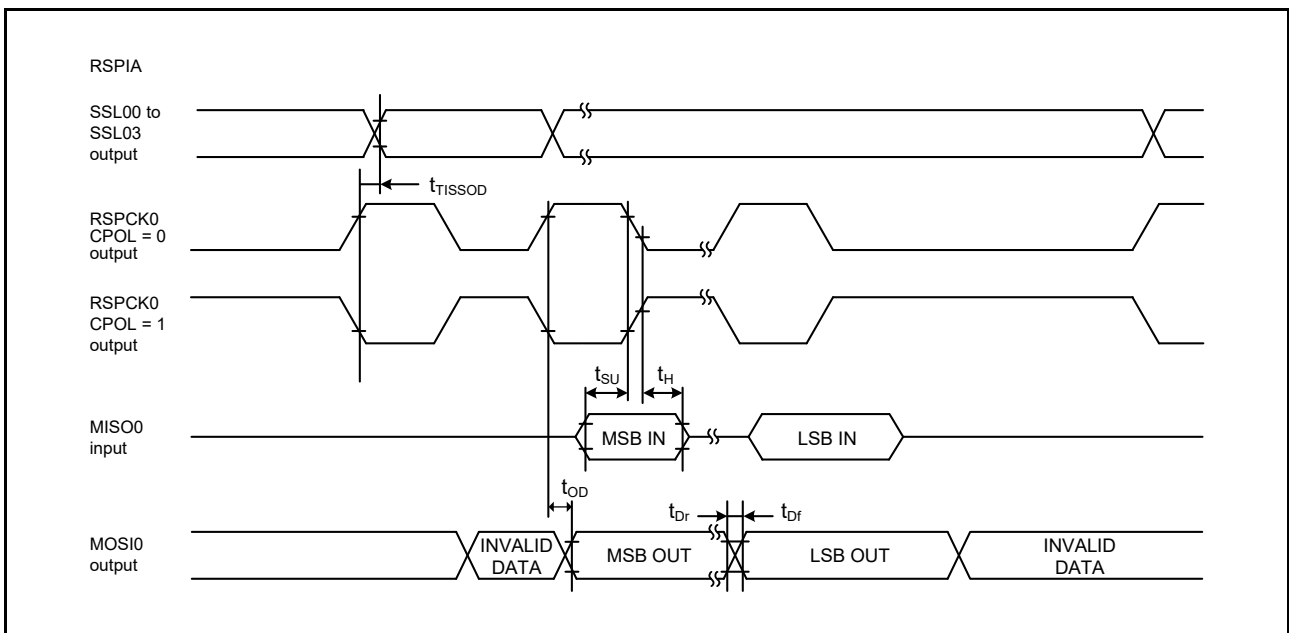 RSPIA
SSL00 to
SSL03
output
tTISSOD
RSPCK0
CPOL = 0
output
RSPCK0
CPOL = 1
output
tSU
tH
MISO0
input
MSB IN
LSB IN
tOD
tDr
tDf
MOSI0
output
INVALID
DATA
MSB OUT
LSB OUT
INVALID
DATA